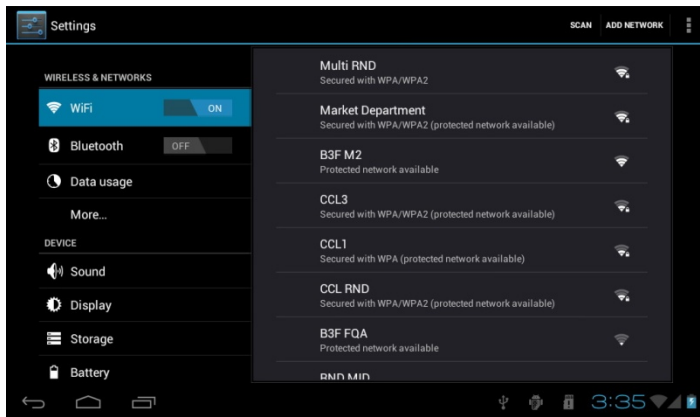 Settings
SCAN
ADD NETWORK
WIRELESS & NETWORKS
WiFi
ON
Bluetooth
OFF
Data usage
More...
DEVICE
Sound
Display
Storage
Battery
Multi RND
Secured with WPA/WPA2
Market Department
Secured with WPA/WPA2 (protected network available)
B3F M2
Protected network available
CCL3
Secured with WPA/WPA2 (protected network available)
CCL1
Secured with WPA (protected network available)
CCL RND
Secured with WPA/WPA2 (protected network available)
B3F FQA
Protected network available
RND MID
3:35